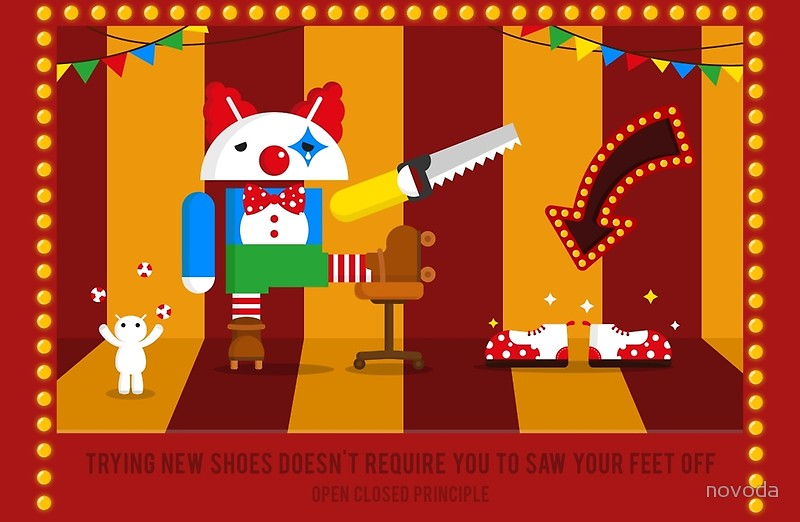 TRYING NEW SHOES DOESN'T REQUIRE YOU TO SAW YOUR FEET OFF
OPEN CLOSED PRINCIPLE
novoda